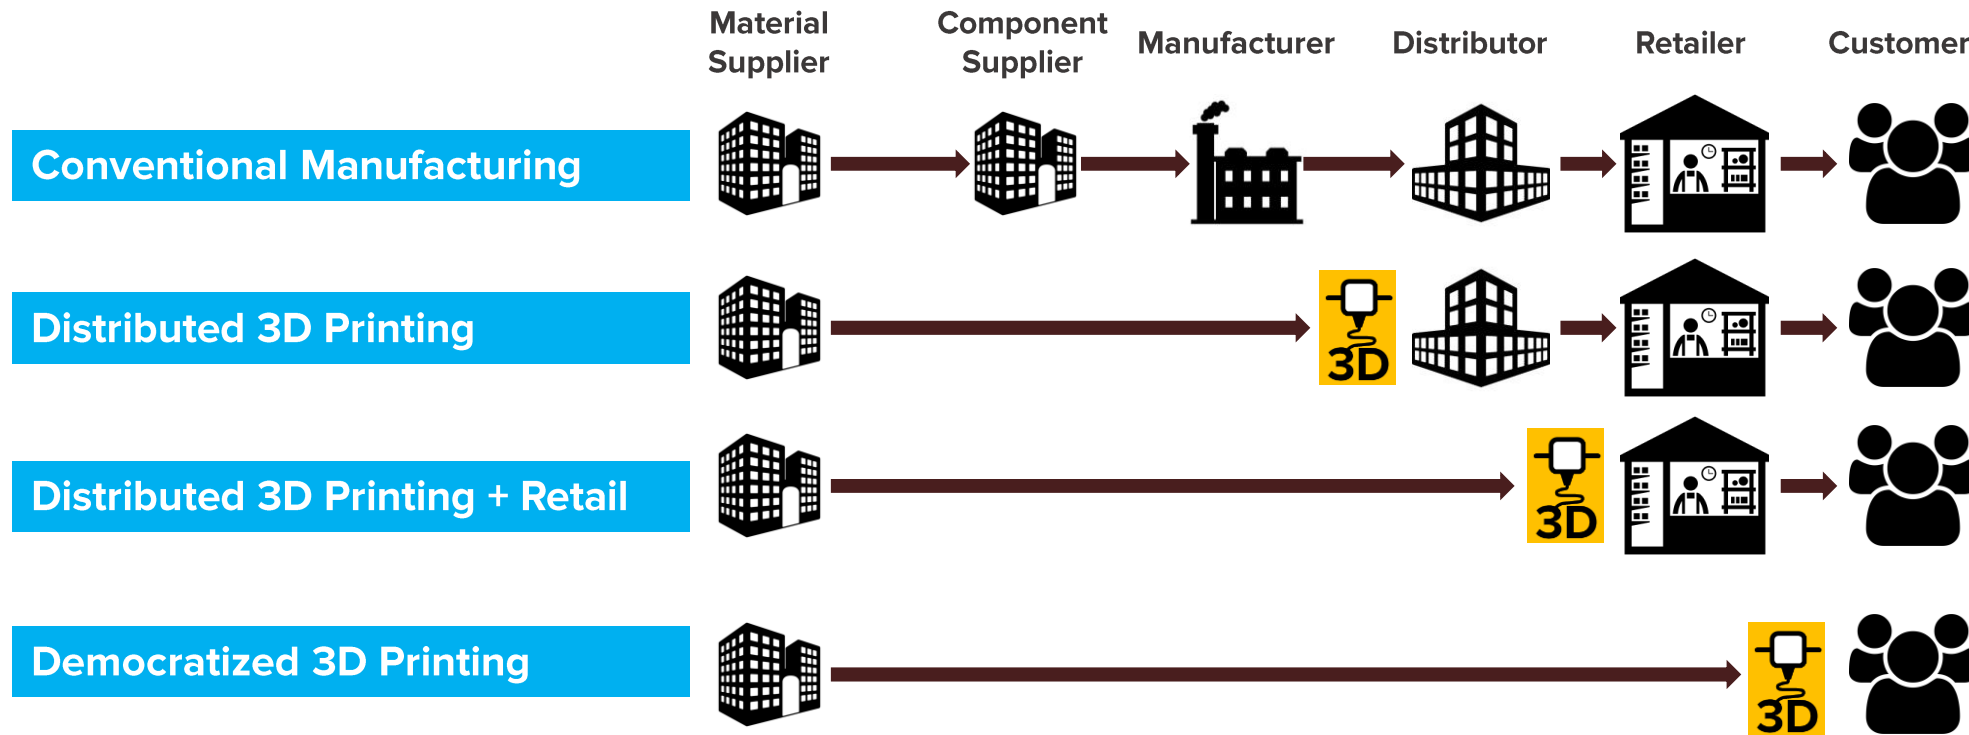 Material
Supplier
Component
Supplier
Manufacturer
Distributor
Retailer
Customer
Conventional Manufacturing
Distributed 3D Printing
3D
Distributed 3D Printing + Retail
3D
Democratized 3D Printing
3D